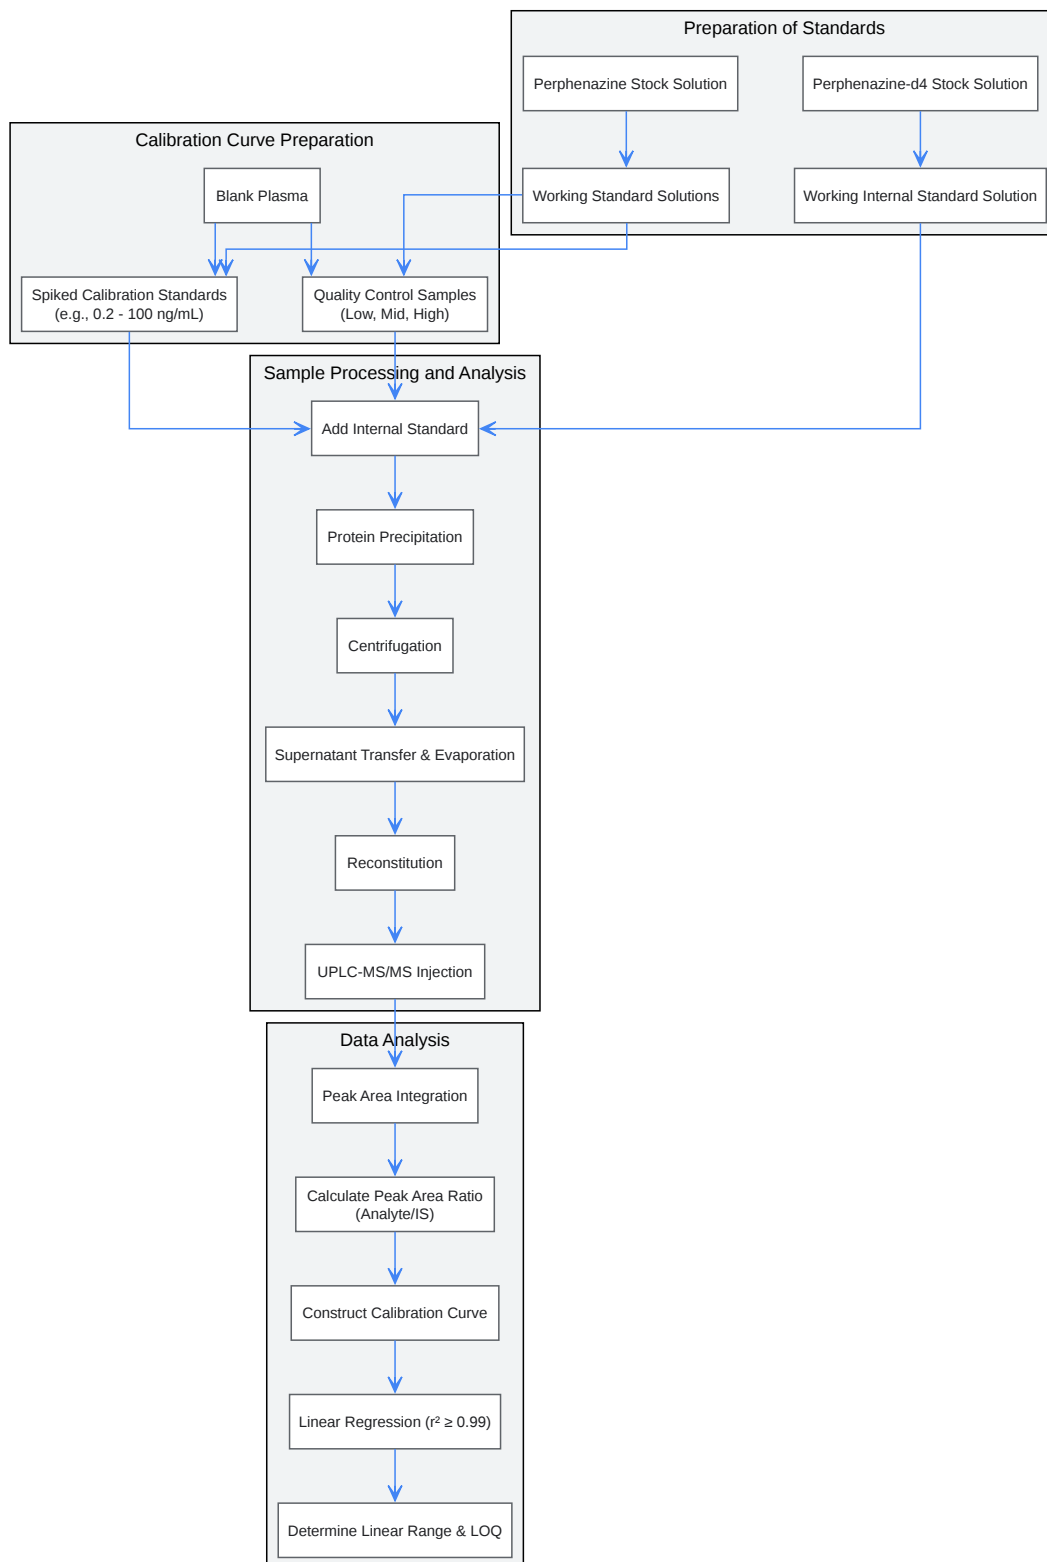 Preparation of Standards
Perphenazine Stock Solution
Perphenazine-d4 Stock Solution
Working Standard Solutions
Working Internal Standard Solution
Calibration Curve Preparation
Blank Plasma
Spiked Calibration Standards
(e.g., 0.2 - 100 ng/mL)
Quality Control Samples
(Low, Mid, High)
Sample Processing and Analysis
Add Internal Standard
Protein Precipitation
Centrifugation
Supernatant Transfer & Evaporation
Reconstitution
UPLC-MS/MS Injection
Data Analysis
Peak Area Integration
Calculate Peak Area Ratio
(Analyte/IS)
Construct Calibration Curve
Linear Regression (r² ≥ 0.99)
Determine Linear Range & LOQ